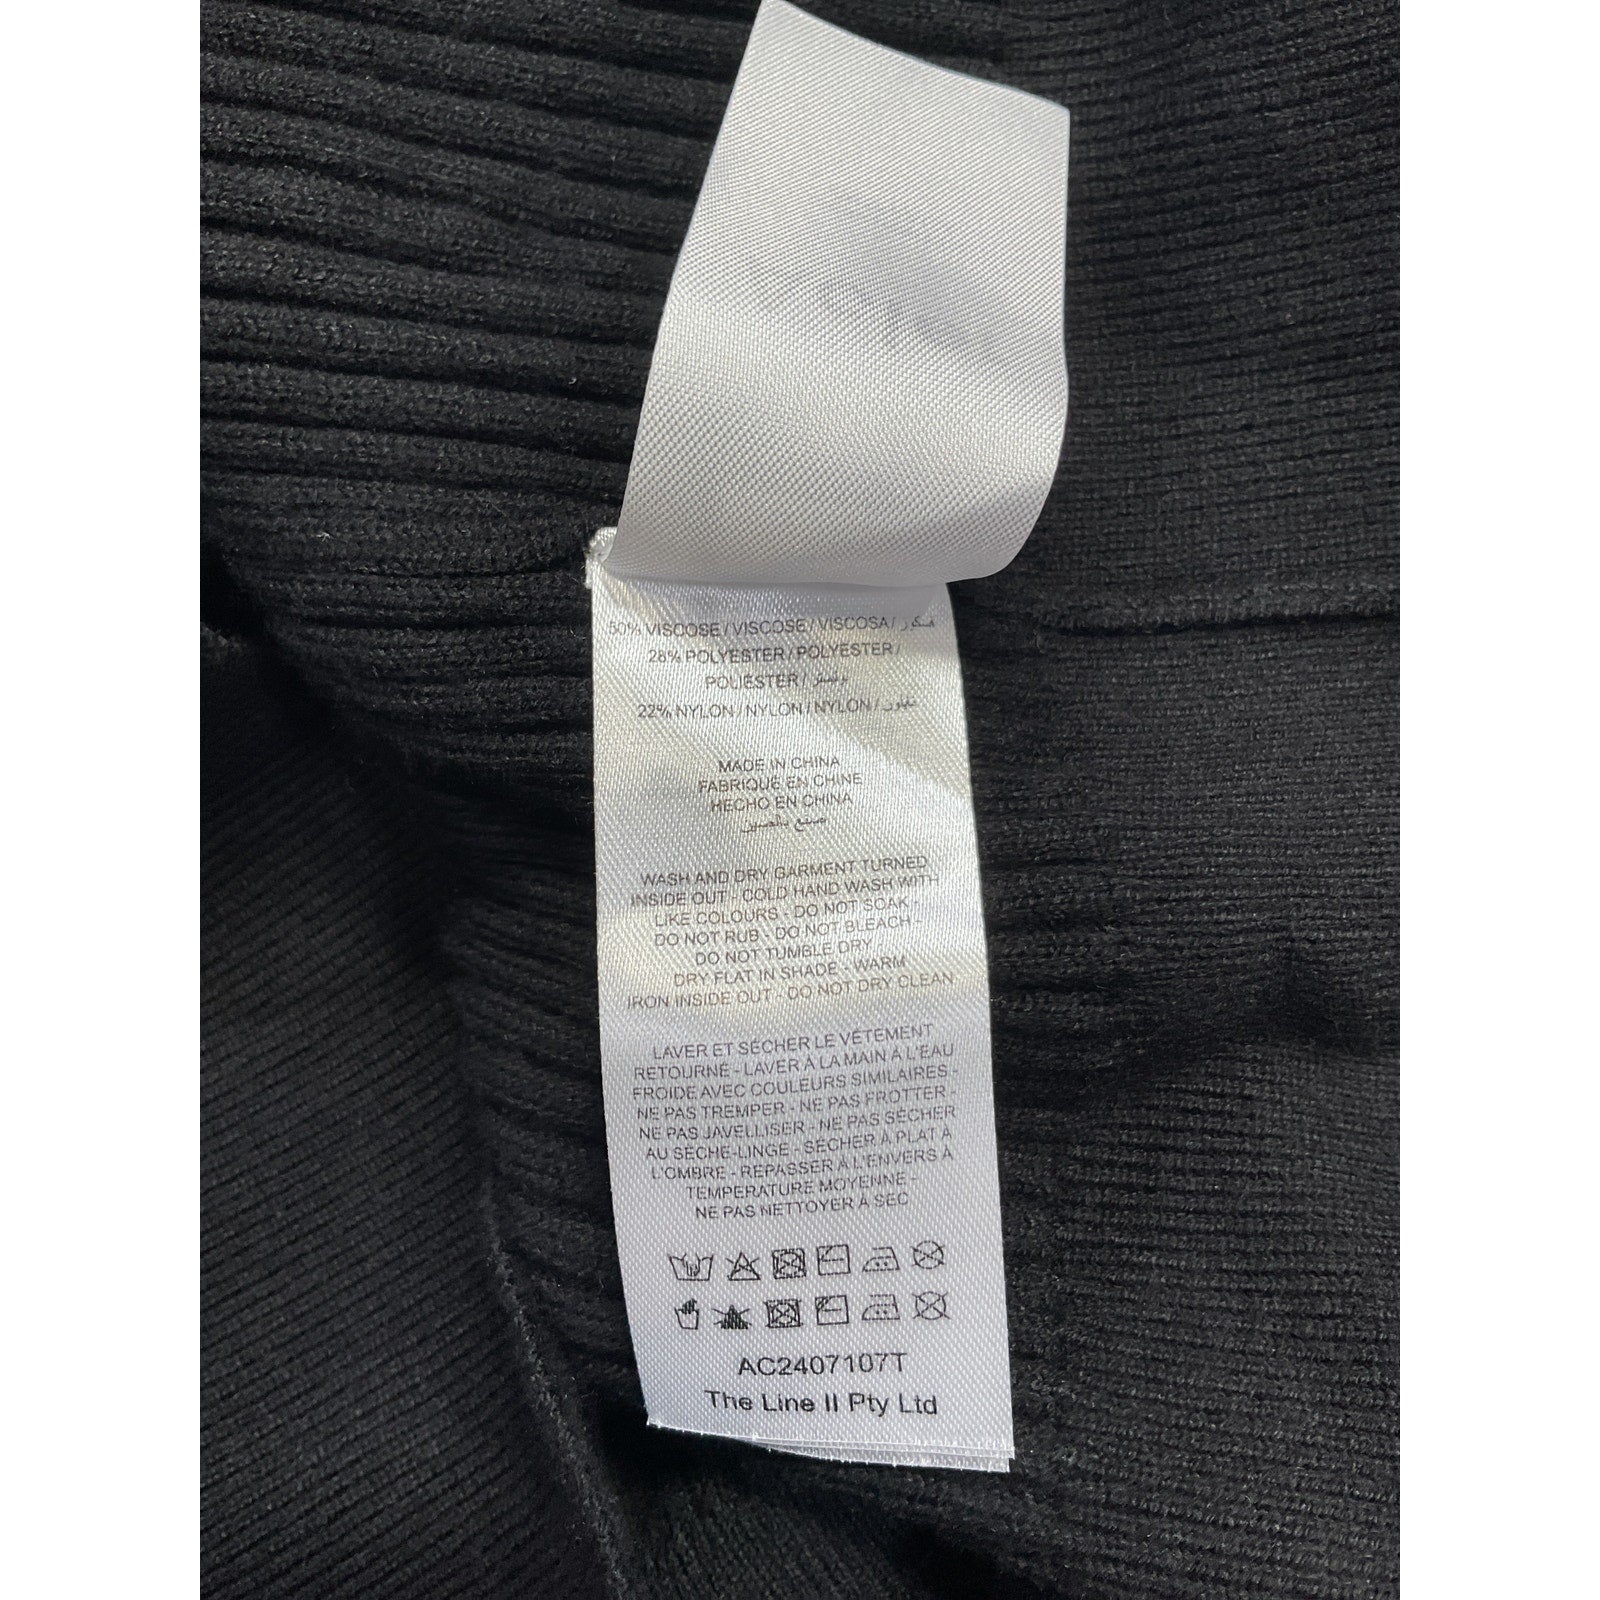 50% VISCOSE / VISCOSE / VISCOSA / فسكوز
28% POLYESTER / POLYESTER /
POLIÉSTER / بوليستر
22% NYLON / NYLON / NYLON / نايلون
MADE IN CHINA
FABRIQUÉ EN CHINE
HECHO EN CHINA
صنع بالصين
WASH AND DRY GARMENT TURNED
INSIDE OUT - COLD HAND WASH WITH
LIKE COLOURS - DO NOT SOAK -
DO NOT RUB - DO NOT BLEACH -
DO NOT TUMBLE DRY
DRY FLAT IN SHADE - WARM
IRON INSIDE OUT - DO NOT DRY CLEAN
LAVER ET SÉCHER LE VÊTEMENT
RETOURNÉ - LAVER À LA MAIN À L'EAU
FROIDE AVEC COULEURS SIMILAIRES -
NE PAS TREMPER - NE PAS FROTTER -
NE PAS JAVELLISER - NE PAS SÉCHER
AU SÈCHE-LINGE - SÉCHER À PLAT À
L'OMBRE - REPASSER À L'ENVERS À
TEMPÉRATURE MOYENNE -
NE PAS NETTOYER À SEC
AC2407107T
The Line II Pty Ltd